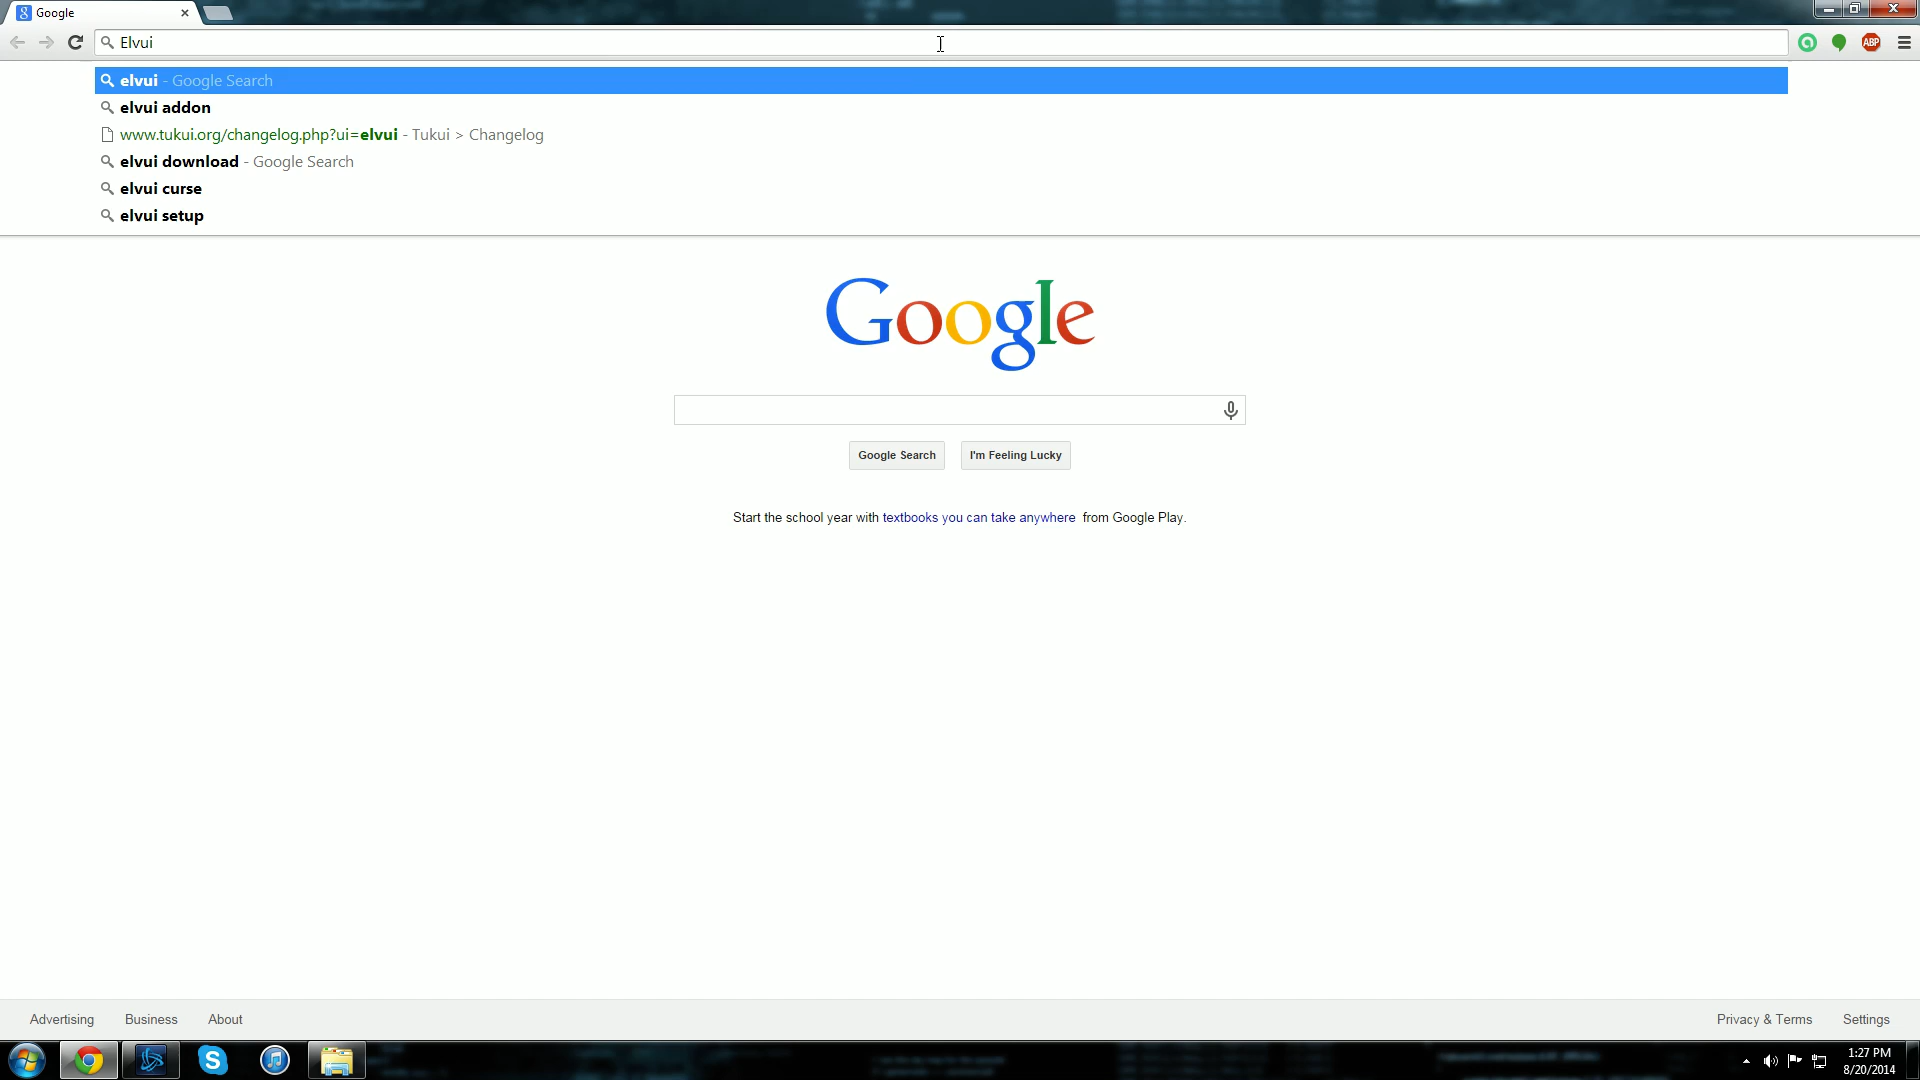 Google
Elvui
elvui - Google Search
elvui addon
www.tukui.org/changelog.php?ui=elvui - Tukui > Changelog
elvui download - Google Search
elvui curse
elvui setup
Google
Google Search
I'm Feeling Lucky
Start the school year with textbooks you can take anywhere from Google Play.
Advertising Business About
Privacy & Terms Settings
ABP
1:27 PM
8/20/2014